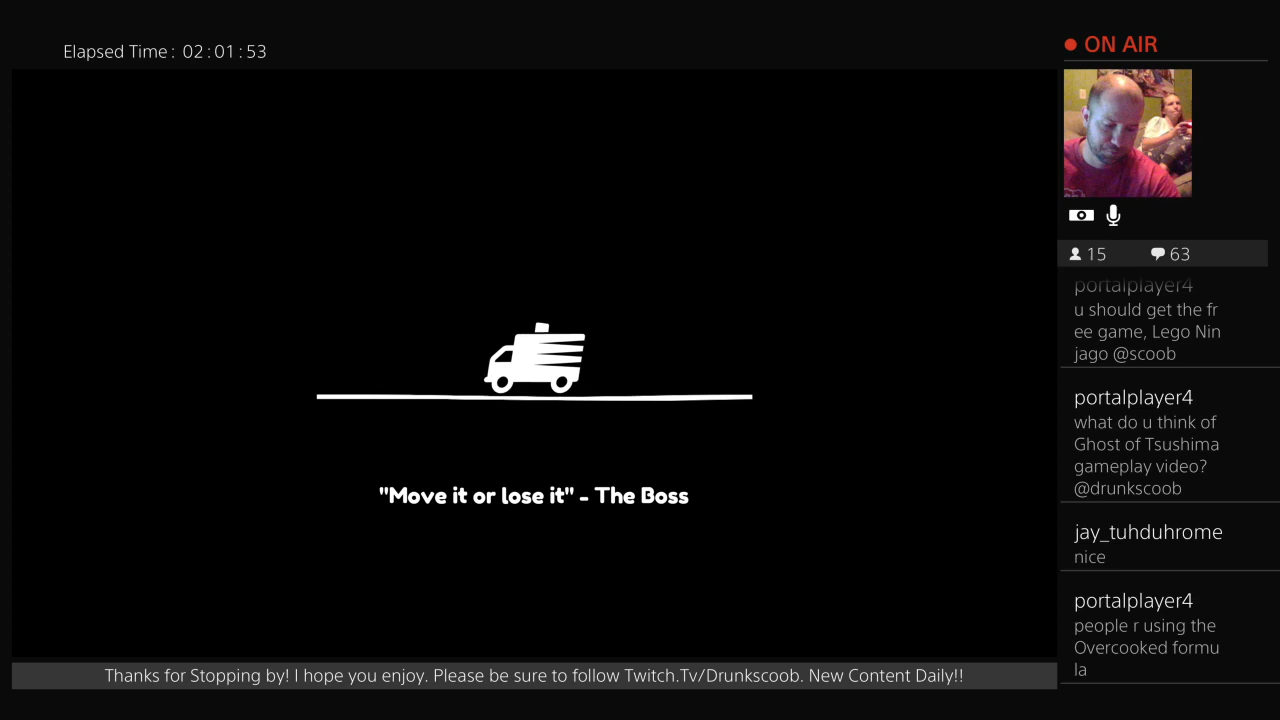 Elapsed Time: 02:01:53
ON AIR
15 63
portalplayer4
u should get the fr
ee game, Lego Nin
jago @scoob
portalplayer4
what do u think of
Ghost of Tsushima
gameplay video?
@drunkscoob
jay_tuhduhrome
nice
portalplayer4
people r using the
Overcooked formu
la
"Move it or lose it" - The Boss
Thanks for Stopping by! I hope you enjoy. Please be sure to follow Twitch.Tv/Drunkscoob. New Content Daily!!